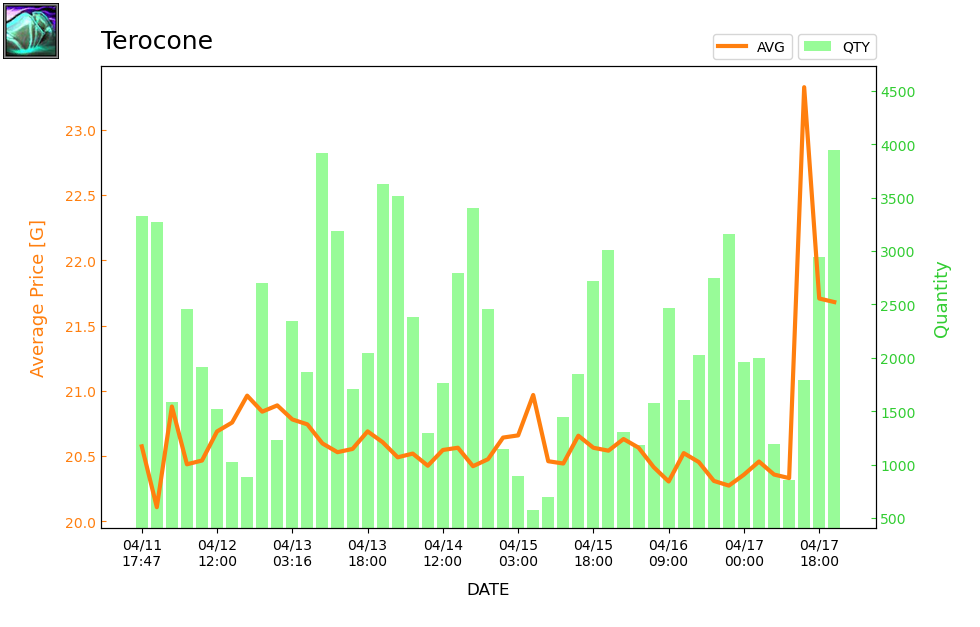 Terocone
AVG
QTY
Average Price [G]
23.0
22.5
22.0
21.5
21.0
20.5
20.0
4500
4000
3500
3000
2500
2000
1500
1000
500
Quantity
04/11 04/12 04/13 04/13 04/14 04/15 04/15 04/16 04/17 04/17
17:47 12:00 03:16 18:00 12:00 03:00 18:00 09:00 00:00 18:00
DATE